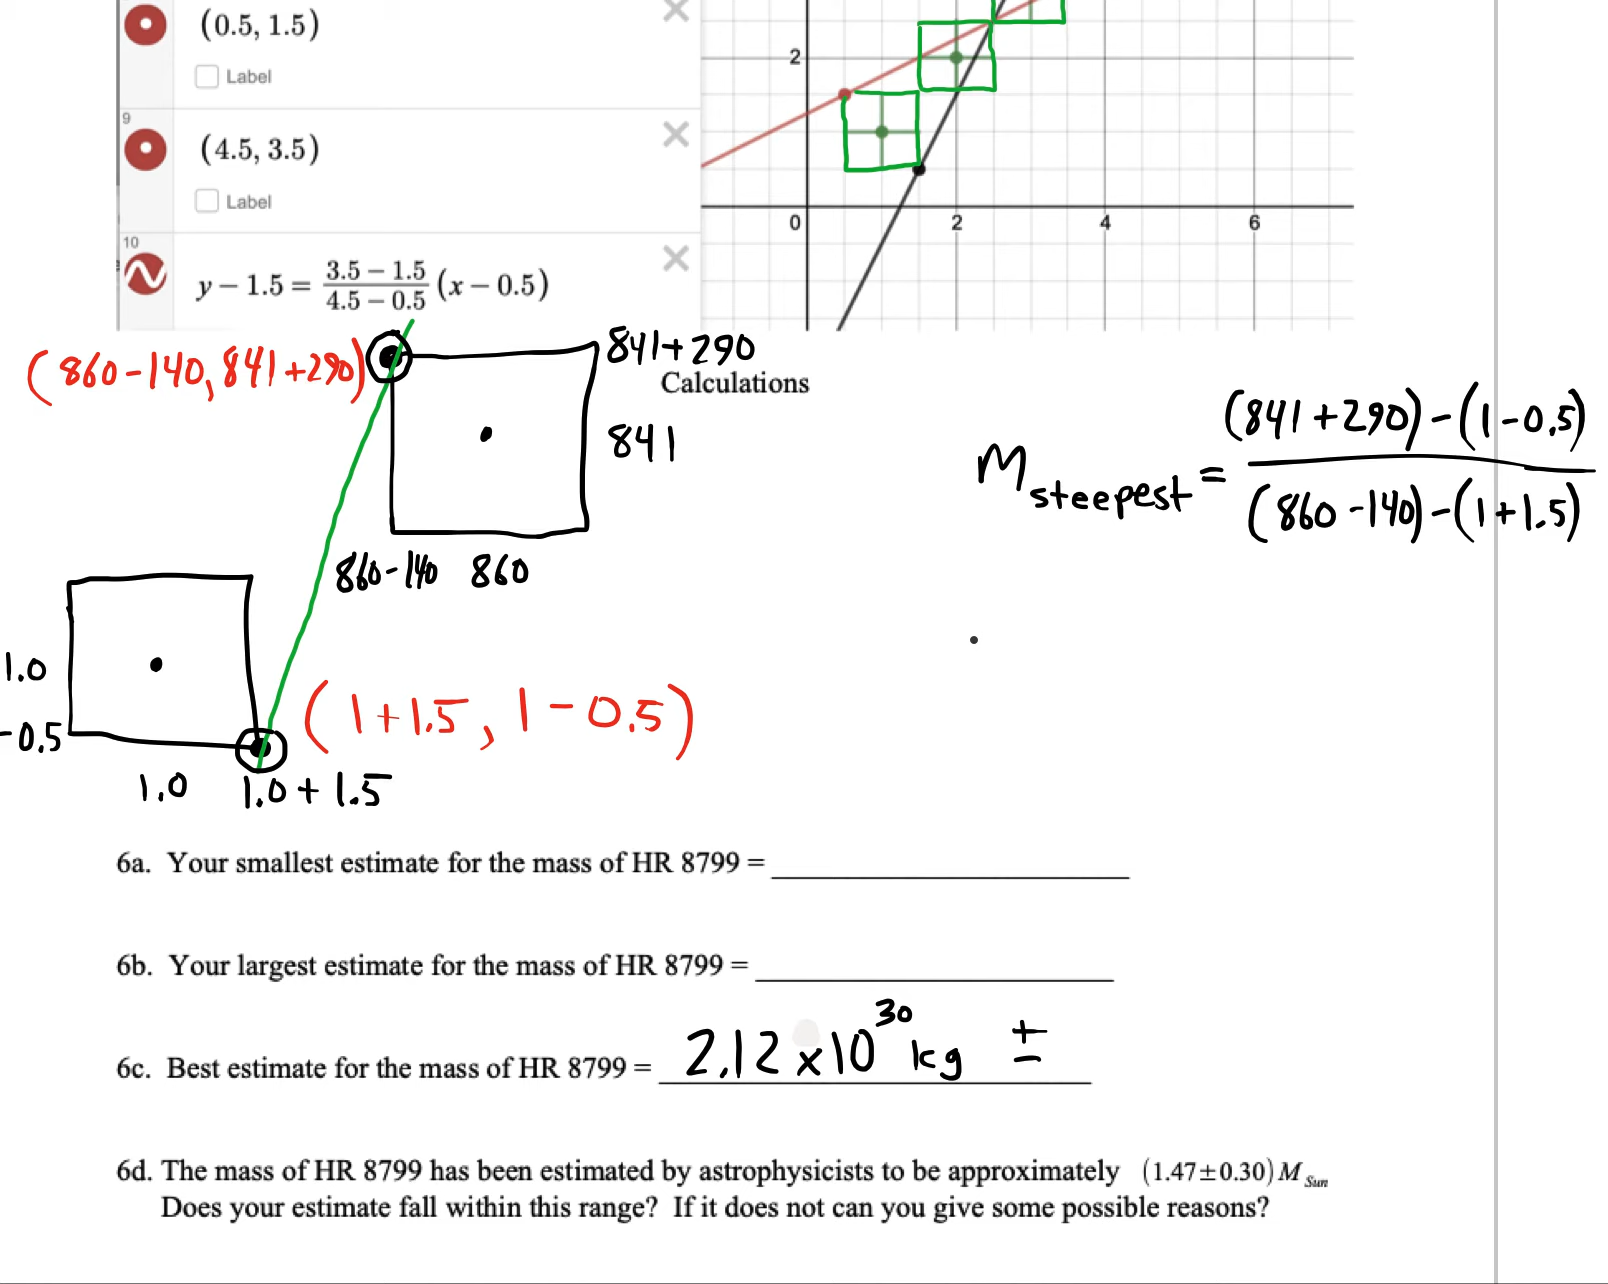 (0.5, 1.5)
Label
9
(4.5, 3.5)
Label
10
y − 1.5 = \frac{3.5 − 1.5}{4.5 − 0.5} (x − 0.5)
2
0 2 4 6
(860-140, 841+290)
841+290
Calculations
841
860-140 860
M_{steepest} = \frac{(841+290)-(1-0.5)}{(860-140)-(1+1.5)}
1.0
-0.5
(1+1.5, 1-0.5)
1.0 1.0+1.5
6a. Your smallest estimate for the mass of HR 8799 =
6b. Your largest estimate for the mass of HR 8799 =
6c. Best estimate for the mass of HR 8799 = 2.12 x10^{30} kg ±
6d. The mass of HR 8799 has been estimated by astrophysicists to be approximately (1.47±0.30) M_{Sun}
Does your estimate fall within this range? If it does not can you give some possible reasons?